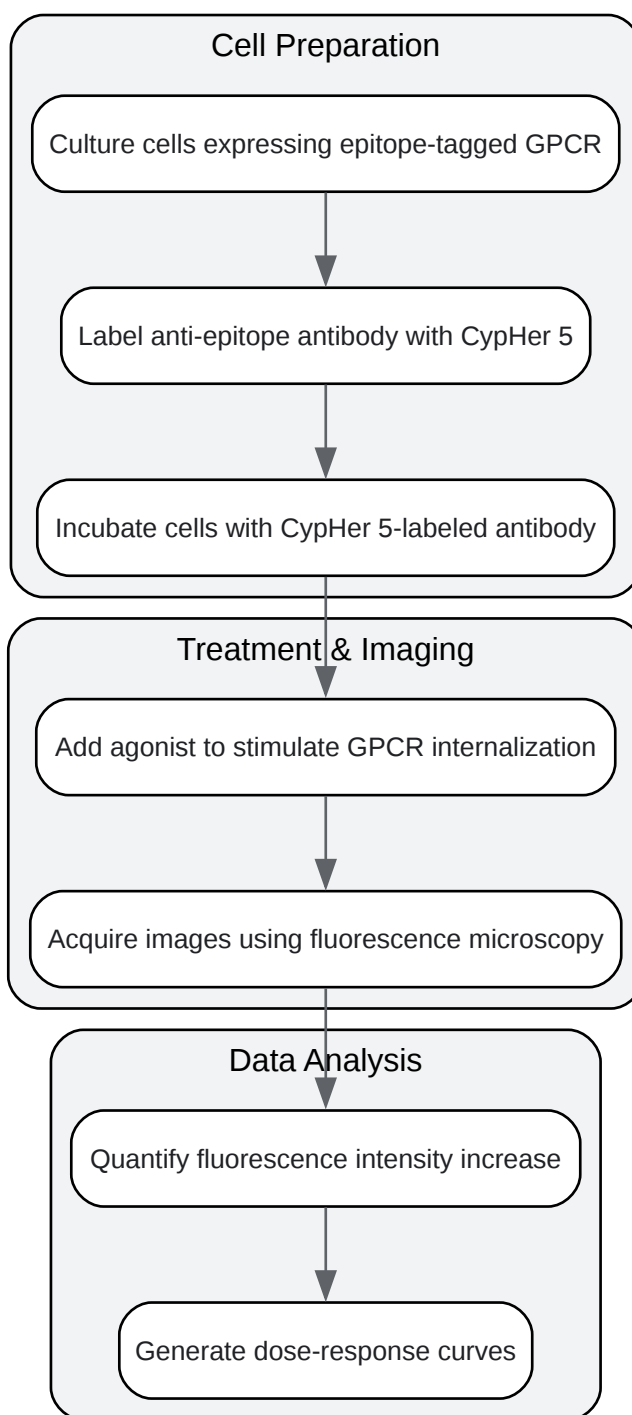 Cell Preparation
Culture cells expressing epitope-tagged GPCR
Label anti-epitope antibody with CypHer 5
Incubate cells with CypHer 5-labeled antibody
Treatment & Imaging
Add agonist to stimulate GPCR internalization
Acquire images using fluorescence microscopy
Data Analysis
Quantify fluorescence intensity increase
Generate dose-response curves